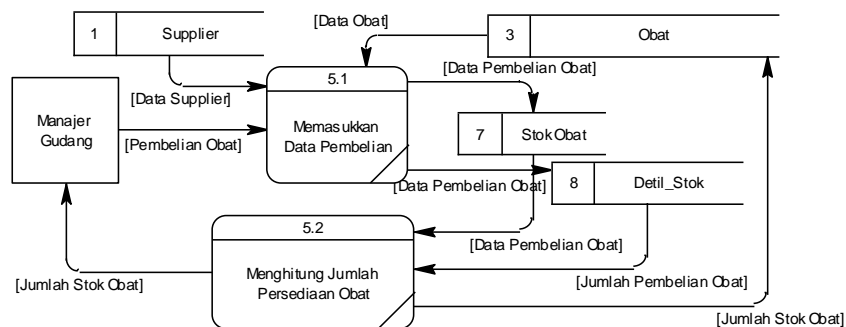 [Data Obat]
1
Supplier
3
Obat
[Data Supplier]
5.1
[Data Pembelian Obat]
Manajer
Gudang
[Pembelian Obat]
Memasukkan
Data Pembelian
7
Stok Obat
[Data Pembelian Obat]
8
Detil_Stok
5.2
[Data Pembelian Obat]
Menghitung Jumlah
Persediaan Obat
[Jumlah Stok Obat]
[Jumlah Pembelian Obat]
[Jumlah Stok Obat]